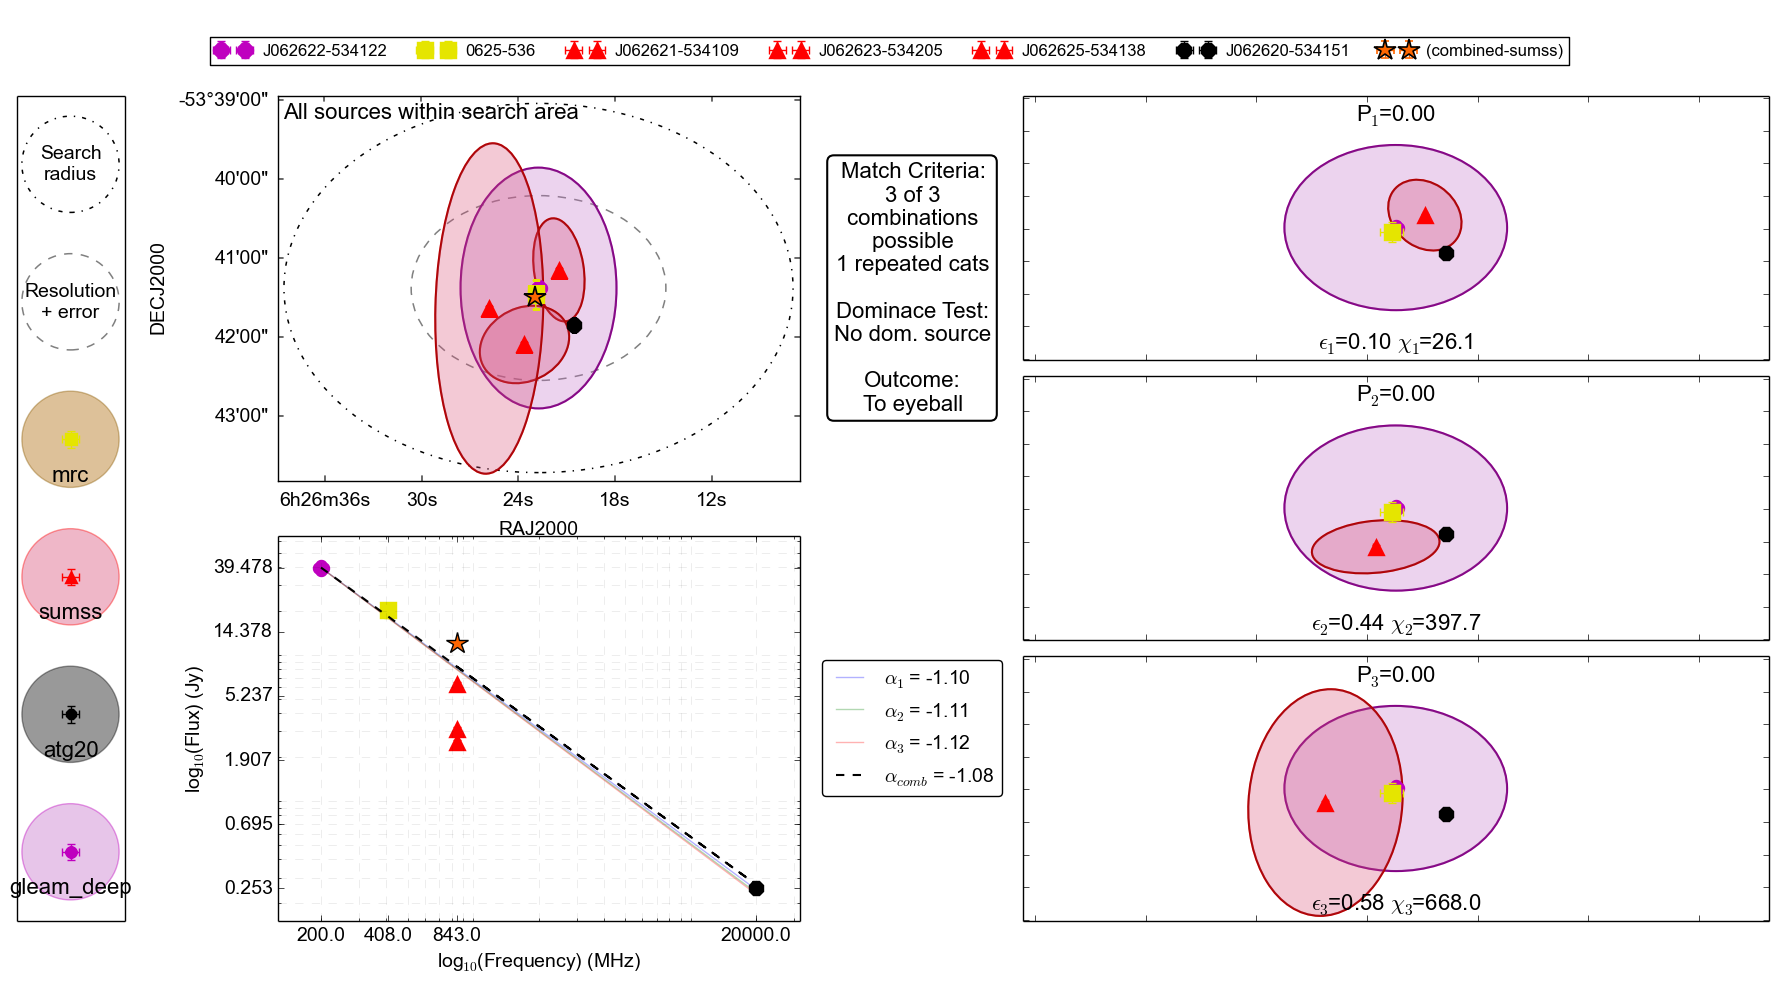 J062622-534122 0625-536 J062621-534109 J062623-534205 J062625-534138 J062620-534151 (combined-sumss)
Search
radius
Resolution
+ error
mrc
sumss
atg20
gleam_deep
All sources within search area
DECJ2000
-53°39'00"
40'00"
41'00"
42'00"
43'00"
6h26m36s 30s 24s 18s 12s
RAJ2000
Match Criteria:
3 of 3
combinations
possible
1 repeated cats
Dominace Test:
No dom. source
Outcome:
To eyeball
log₁₀(Flux) (Jy)
39.478
14.378
5.237
1.907
0.695
0.253
200.0 408.0 843.0 20000.0
log₁₀(Frequency) (MHz)
α₁ = -1.10
α₂ = -1.11
α₃ = -1.12
α_comb = -1.08
P₁=0.00
ϵ₁=0.10 χ₁=26.1
P₂=0.00
ϵ₂=0.44 χ₂=397.7
P₃=0.00
ϵ₃=0.58 χ₃=668.0